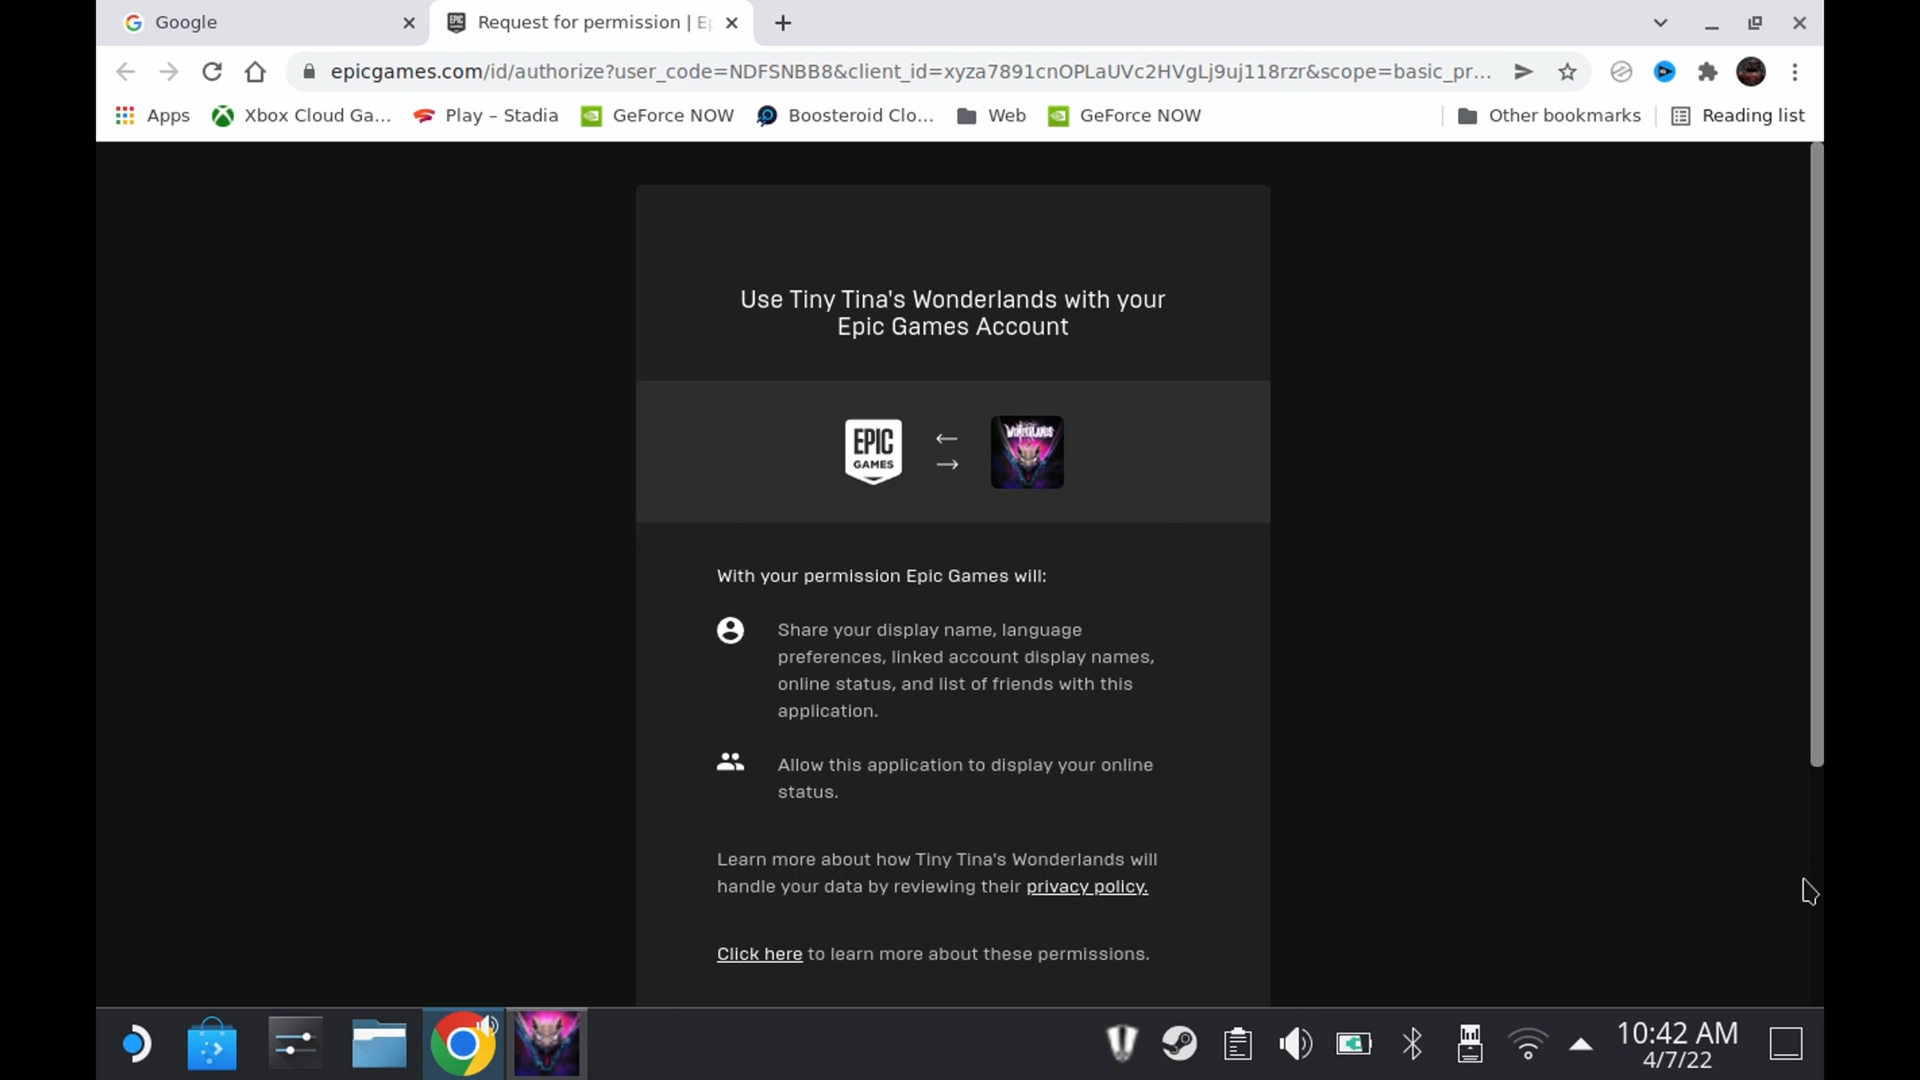 Google
Request for permission | Ep
epicgames.com/id/authorize?user_code=NDFSNBB8&client_id=xyza7891cnOPLaUVc2HVgLj9uj118rzr&scope=basic_pr...
Apps
Xbox Cloud Ga...
Play – Stadia
GeForce NOW
Boosteroid Clo...
Web
GeForce NOW
Other bookmarks
Reading list
Use Tiny Tina's Wonderlands with your
Epic Games Account
EPIC
GAMES
WONDERLANDS
With your permission Epic Games will:
Share your display name, language
preferences, linked account display names,
online status, and list of friends with this
application.
Allow this application to display your online
status.
Learn more about how Tiny Tina's Wonderlands will
handle your data by reviewing their privacy policy.
Click here to learn more about these permissions.
10:42 AM
4/7/22